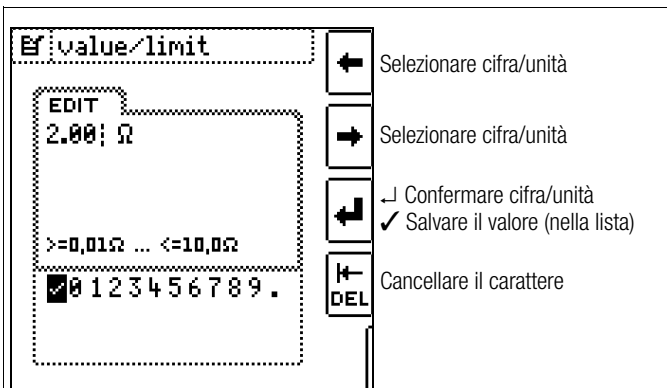 value/limit
← Selezionare cifra/unità
EDIT
2.00 Ω
→ Selezionare cifra/unità
↵ Confermare cifra/unità
✓ Salvare il valore (nella lista)
>=0,01Ω ... <=10,0Ω
✓0123456789.
DEL Cancellare il carattere